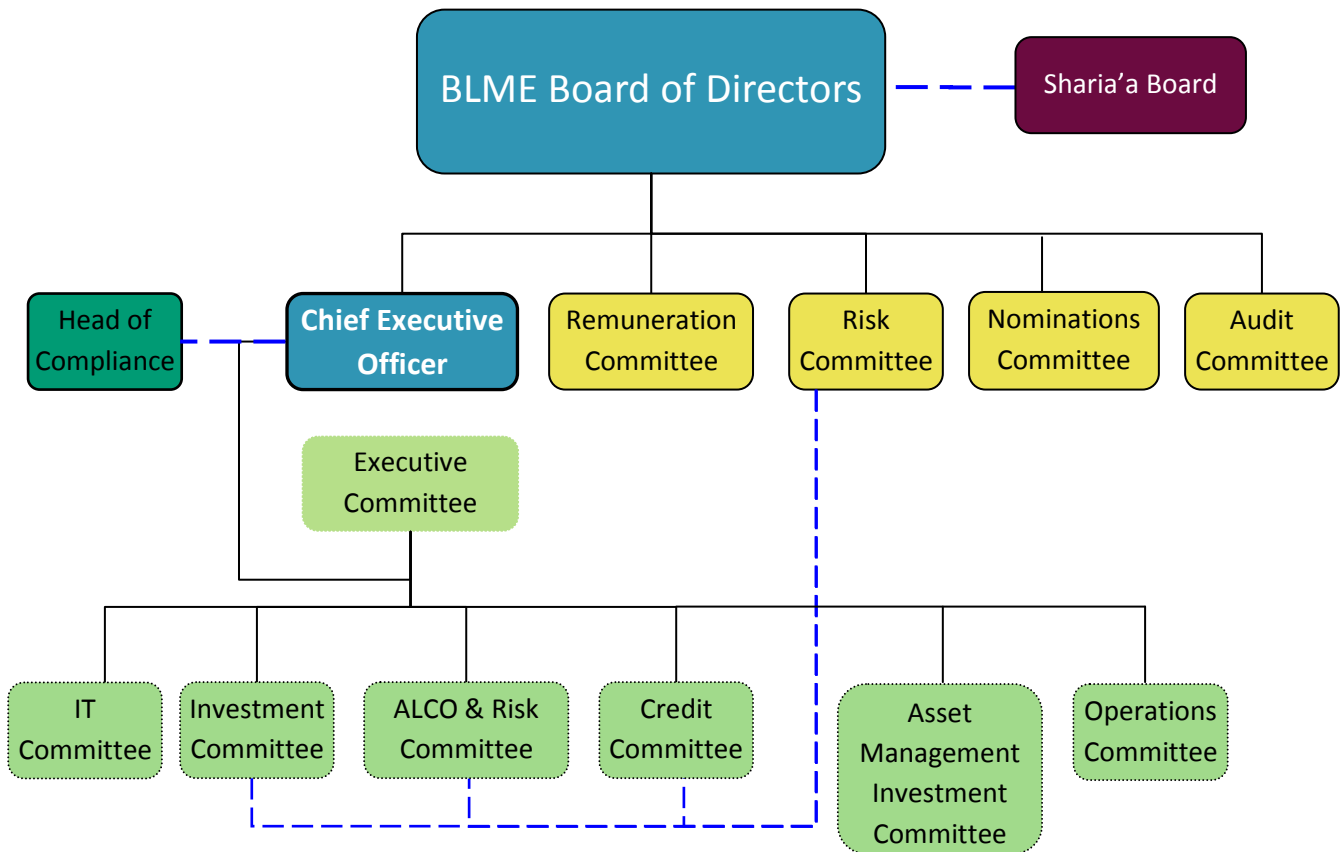 BLME Board of Directors
Sharia’a Board
Head of
Compliance
Chief Executive
Officer
Remuneration
Committee
Risk
Committee
Nominations
Committee
Audit
Committee
Executive
Committee
IT
Committee
Investment
Committee
ALCO & Risk
Committee
Credit
Committee
Asset
Management
Investment
Committee
Operations
Committee